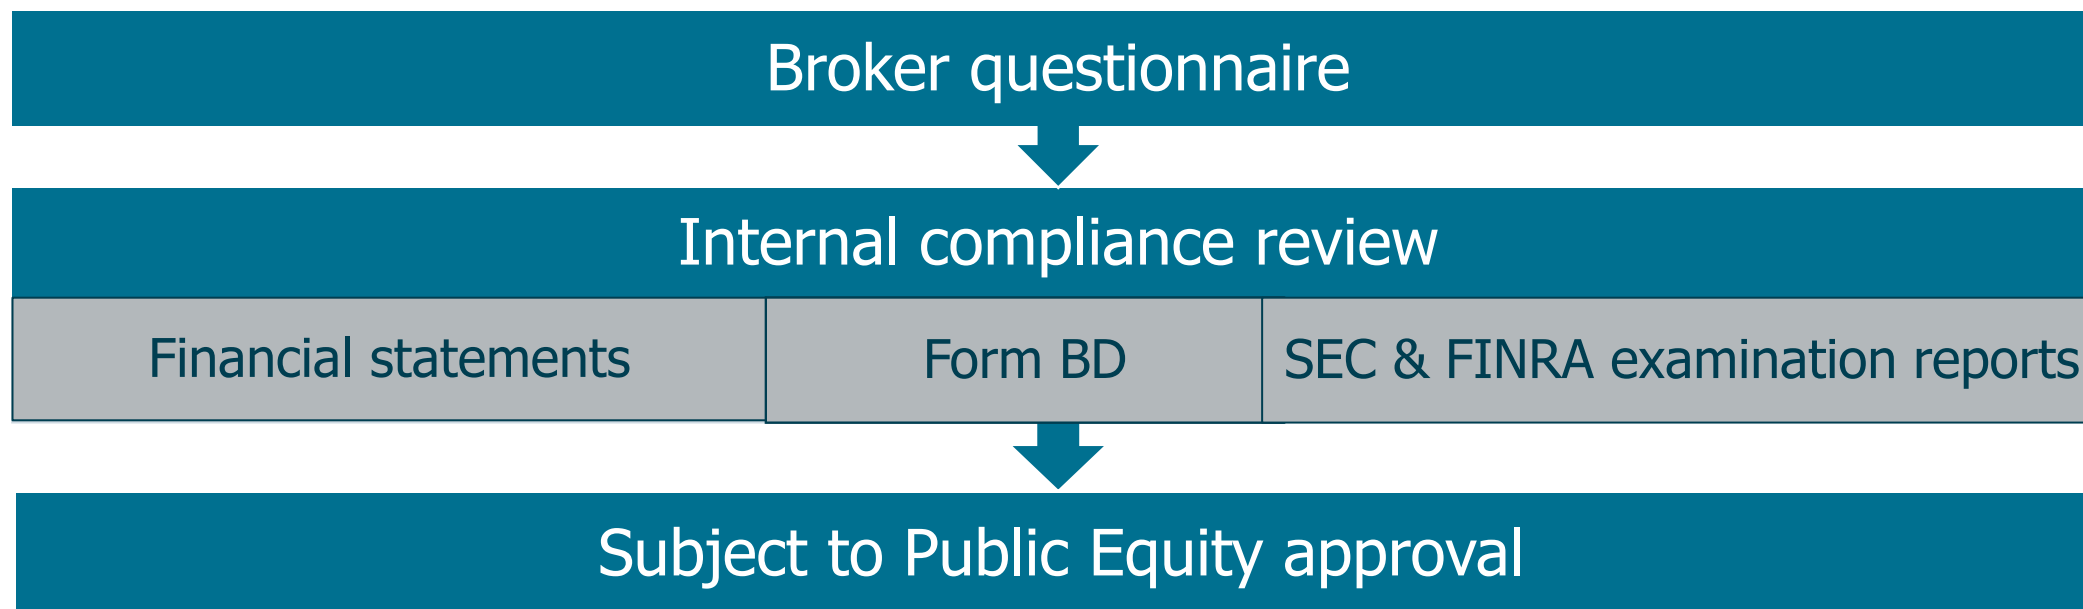 Broker questionnaire
Internal compliance review
Financial statements
Form BD
SEC & FINRA examination reports
Subject to Public Equity approval